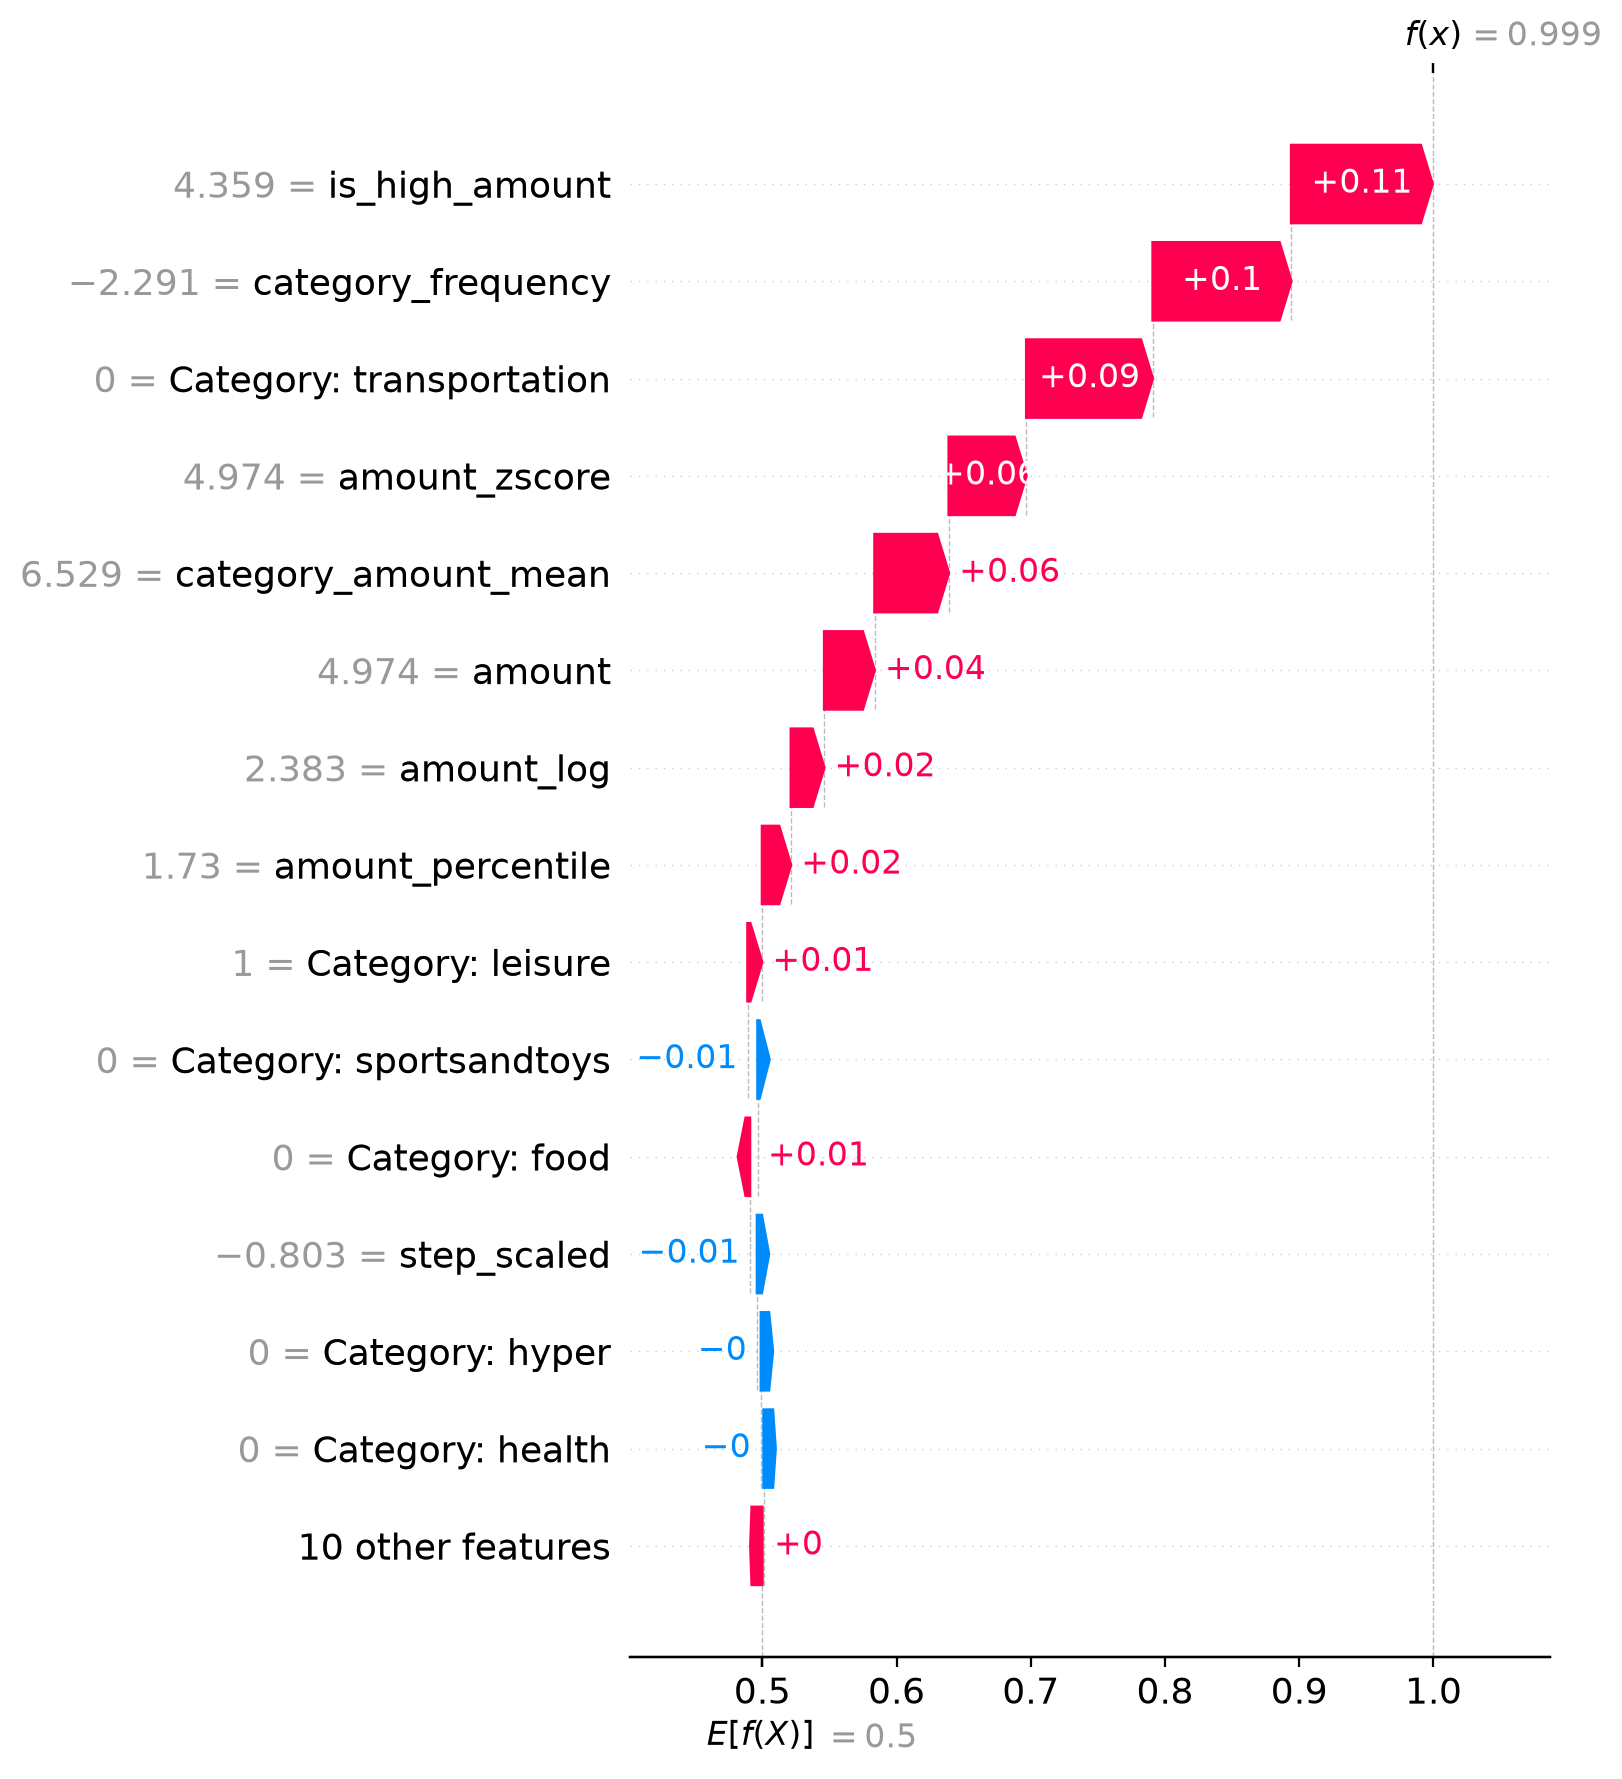 f(x) = 0.999
4.359 = is_high_amount +0.11
−2.291 = category_frequency +0.1
0 = Category: transportation +0.09
4.974 = amount_zscore +0.06
6.529 = category_amount_mean +0.06
4.974 = amount +0.04
2.383 = amount_log +0.02
1.73 = amount_percentile +0.02
1 = Category: leisure +0.01
0 = Category: sportsandtoys −0.01
0 = Category: food +0.01
−0.803 = step_scaled −0.01
0 = Category: hyper −0
0 = Category: health −0
10 other features +0
0.5 0.6 0.7 0.8 0.9 1.0
E[f(X)] = 0.5